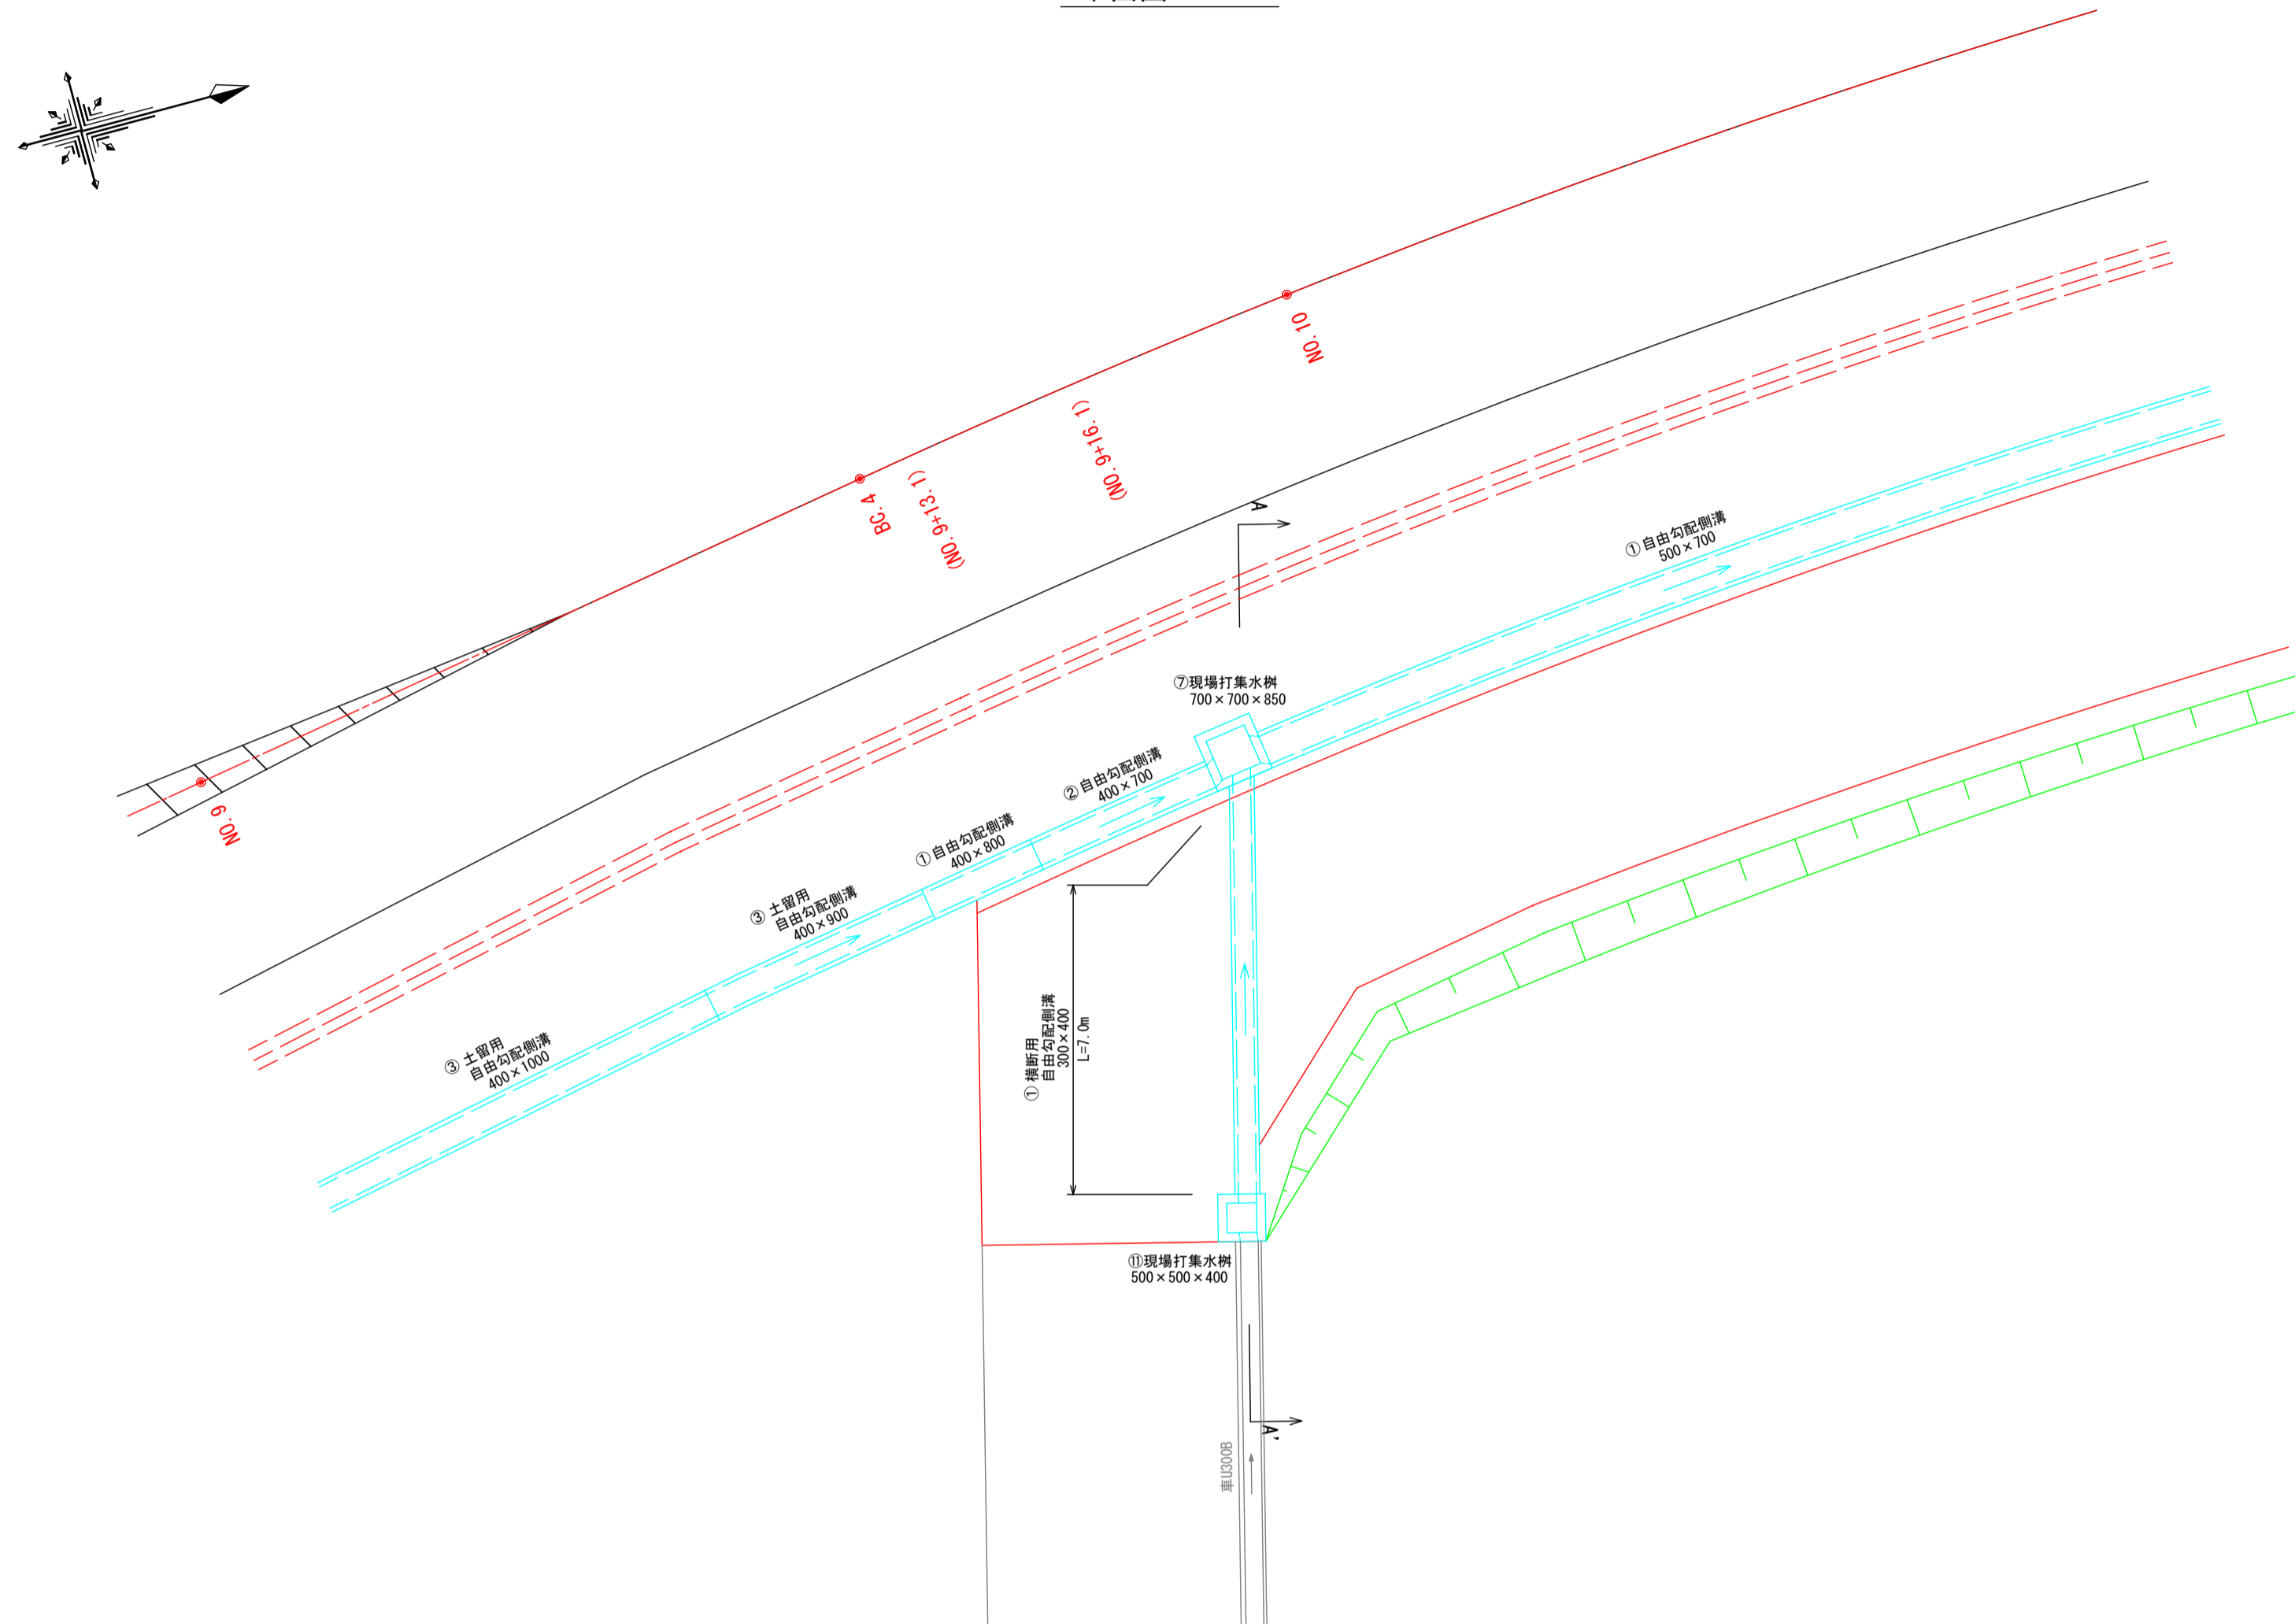 平面図
NO.10
(NO.9+16.1)
BC.4
(NO.9+13.1)
A
① 自由勾配側溝
500×700
⑦現場打集水桝
700×700×850
② 自由勾配側溝
400×700
NO.9
① 自由勾配側溝
400×800
③ 土留用
自由勾配側溝
400×900
③ 土留用
自由勾配側溝
400×1000
① 横断用
自由勾配側溝
300×400
L=7.0m
⑪現場打集水桝
500×500×400
A'
車U300B